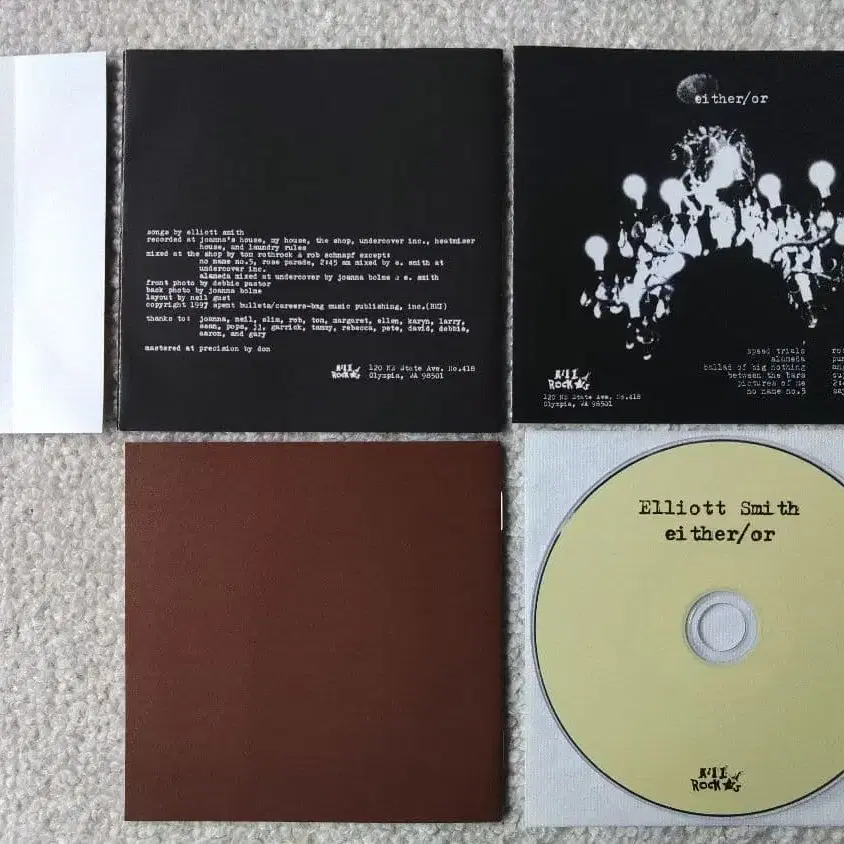 songs by elliott smith
recorded at joanna's house, my house, the shop, undercover inc., heatmiser
house, and laundry rules
mixed at the shop by tom rothrock & rob schnapf except:
no name no.5, rose parade, 2:45 am mixed by e. smith at
undercover inc.
alameda mixed at undercover by joanna bolme & e. smith
front photo by debbie pastor
back photo by joanna bolme
layout by neil gust
copyright 1997 spent bullets/careers-bmg music publishing, inc.(BMI)
thanks to: joanna, neil, slim, rob, tom, margaret, ellen, karyn, larry,
sean, pops, jj, garrick, tammy, rebecca, pete, david, debbie,
aaron, and gary
mastered at precision by don
KILL
ROCK★S
120 NE State Ave. No.418
Olympia, WA 98501
either/or
speed trials
alameda
ballad of big nothing
between the bars
pictures of me
no name no.5
KILL
ROCK★S
120 NE State Ave. No.418
Olympia, WA 98501
Elliott Smith
either/or
KILL
ROCK★S